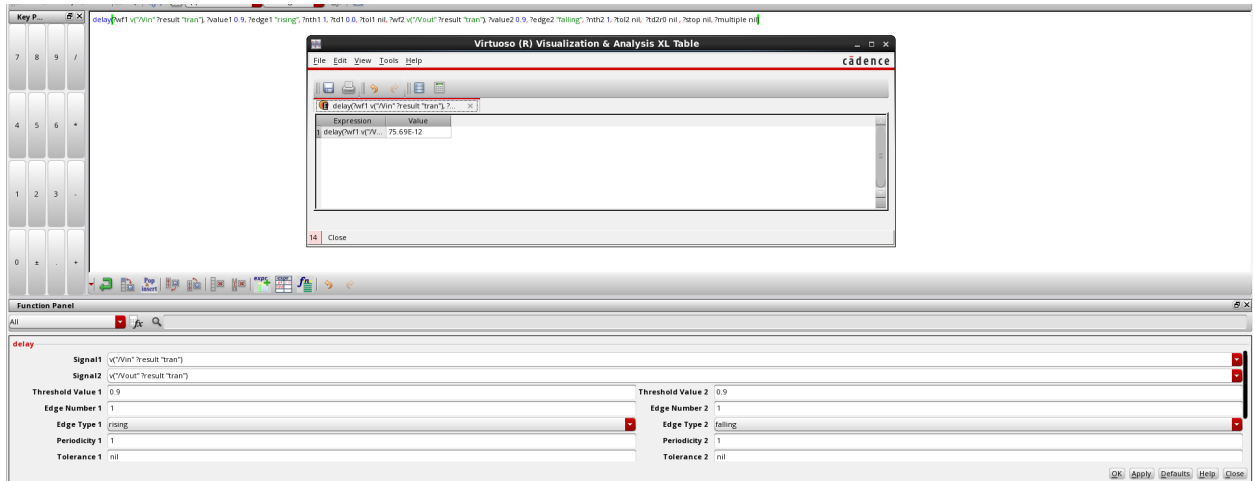 Key P...
delay(?wf1 v("/Vin" ?result "tran"), ?value1 0.9, ?edge1 "rising", ?nth1 1, ?td1 0.0, ?tol1 nil, ?wf2 v("/Vout" ?result "tran"), ?value2 0.9, ?edge2 "falling", ?nth2 1, ?tol2 nil, ?td2r0 nil , ?stop nil, ?multiple nil)
Virtuoso (R) Visualization & Analysis XL Table
File Edit View Tools Help
cādence
delay(?wf1 v("/Vin" ?result "tran"), ?...
Expression Value
1 delay(?wf1 v("/V... 75.69E-12
14 Close
7 8 9 /
4 5 6 *
1 2 3 -
0 ± . +
Pop
insert
expr
Function Panel
All
fx
delay
Signal1 v("/Vin" ?result "tran")
Signal2 v("/Vout" ?result "tran")
Threshold Value 1 0.9 Threshold Value 2 0.9
Edge Number 1 1 Edge Number 2 1
Edge Type 1 rising Edge Type 2 falling
Periodicity 1 1 Periodicity 2 1
Tolerance 1 nil Tolerance 2 nil
OK Apply Defaults Help Close